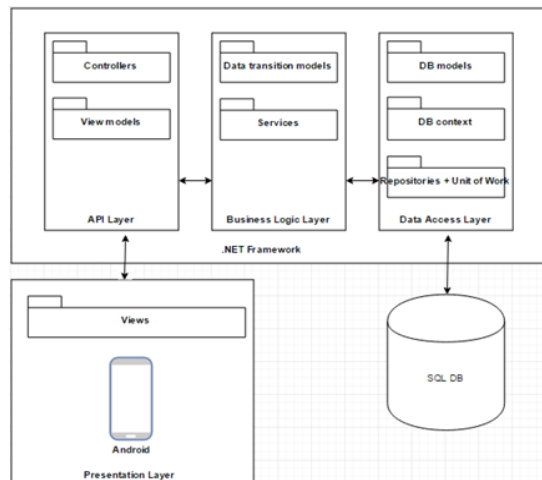 Controllers
View models
API Layer
Data transition models
Services
Business Logic Layer
DB models
DB context
Repositories + Unit of Work
Data Access Layer
.NET Framework
Views
Android
Presentation Layer
SQL DB